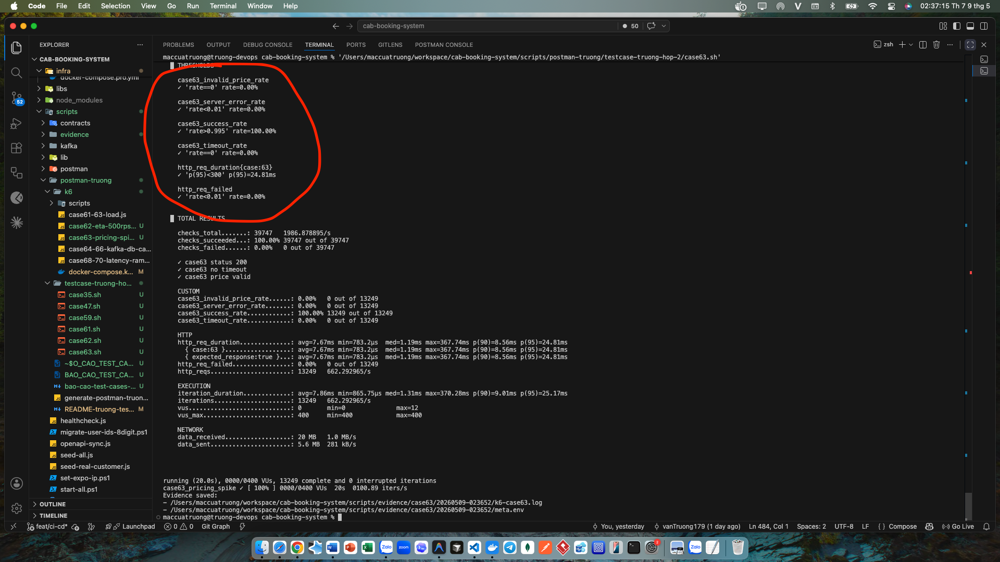 Code File Edit Selection View Go Run Terminal Window Help
02:37:15 Th 7 9 thg 5
cab-booking-system
50
EXPLORER
CAB-BOOKING-SYSTEM
infra
docker-compose.pro.yml
libs
node_modules
scripts
contracts
evidence
kafka
lib
postman
postman-truong
k6
scripts
case61-63-load.js
case62-eta-500rps... U
case63-pricing-spi... U
case64-66-kafka-db-ca...
case68-70-latency-ram...
docker-compose.k... M
testcase-truong-ho...
case35.sh U
case47.sh U
case59.sh U
case61.sh U
case62.sh U
case63.sh U
~$O_CAO_TEST_CA... U
BAO_CAO_TEST_CA... U
bao-cao-test-cases-... U
generate-postman-truon...
README-truong-tes... M
healthcheck.js
migrate-user-ids-8digit.ps1
openapi-sync.js
seed-all.js
seed-real-customer.js
set-expo-ip.ps1
start-all.ps1
OUTLINE
TIMELINE
52
PROBLEMS OUTPUT DEBUG CONSOLE TERMINAL PORTS GITLENS POSTMAN CONSOLE
zsh
maccuatruong@truong-devops cab-booking-system % '/Users/maccuatruong/workspace/cab-booking-system/scripts/postman-truong/testcase-truong-hop-2/case63.sh'
THRESHOLDS
case63_invalid_price_rate
✓ 'rate==0' rate=0.00%
case63_server_error_rate
✓ 'rate<0.01' rate=0.00%
case63_success_rate
✓ 'rate>0.995' rate=100.00%
case63_timeout_rate
✓ 'rate==0' rate=0.00%
http_req_duration{case:63}
✓ 'p(95)<300' p(95)=24.81ms
http_req_failed
✓ 'rate<0.01' rate=0.00%
TOTAL RESULTS
checks_total.......: 39747 1986.878895/s
checks_succeeded...: 100.00% 39747 out of 39747
checks_failed......: 0.00% 0 out of 39747
✓ case63 status 200
✓ case63 no timeout
✓ case63 price valid
CUSTOM
case63_invalid_price_rate......: 0.00% 0 out of 13249
case63_server_error_rate.......: 0.00% 0 out of 13249
case63_success_rate............: 100.00% 13249 out of 13249
case63_timeout_rate............: 0.00% 0 out of 13249
HTTP
http_req_duration..............: avg=7.67ms min=783.2µs med=1.19ms max=367.74ms p(90)=8.56ms p(95)=24.81ms
{ case:63 }..................: avg=7.67ms min=783.2µs med=1.19ms max=367.74ms p(90)=8.56ms p(95)=24.81ms
{ expected_response:true }...: avg=7.67ms min=783.2µs med=1.19ms max=367.74ms p(90)=8.56ms p(95)=24.81ms
http_req_failed................: 0.00% 0 out of 13249
http_reqs......................: 13249 662.292965/s
EXECUTION
iteration_duration.............: avg=7.86ms min=865.75µs med=1.31ms max=370.28ms p(90)=9.01ms p(95)=25.17ms
iterations.....................: 13249 662.292965/s
vus............................: 0 min=0 max=12
vus_max........................: 400 min=400 max=400
NETWORK
data_received..................: 20 MB 1.0 MB/s
data_sent......................: 5.6 MB 281 kB/s
running (20.0s), 0000/0400 VUs, 13249 complete and 0 interrupted iterations
case63_pricing_spike ✓ [ 100% ] 0000/0400 VUs 20s 0100.89 iters/s
Evidence saved:
- /Users/maccuatruong/workspace/cab-booking-system/scripts/evidence/case63/20260509-023652/k6-case63.log
- /Users/maccuatruong/workspace/cab-booking-system/scripts/evidence/case63/20260509-023652/meta.env
maccuatruong@truong-devops cab-booking-system %
feat/ci-cd* Launchpad 0 0 Git Graph
You, yesterday vanTruong179 (1 day ago) Ln 484, Col 1 Spaces: 2 UTF-8 LF { } Compose Go Live
Zalo zoom Zalo
2